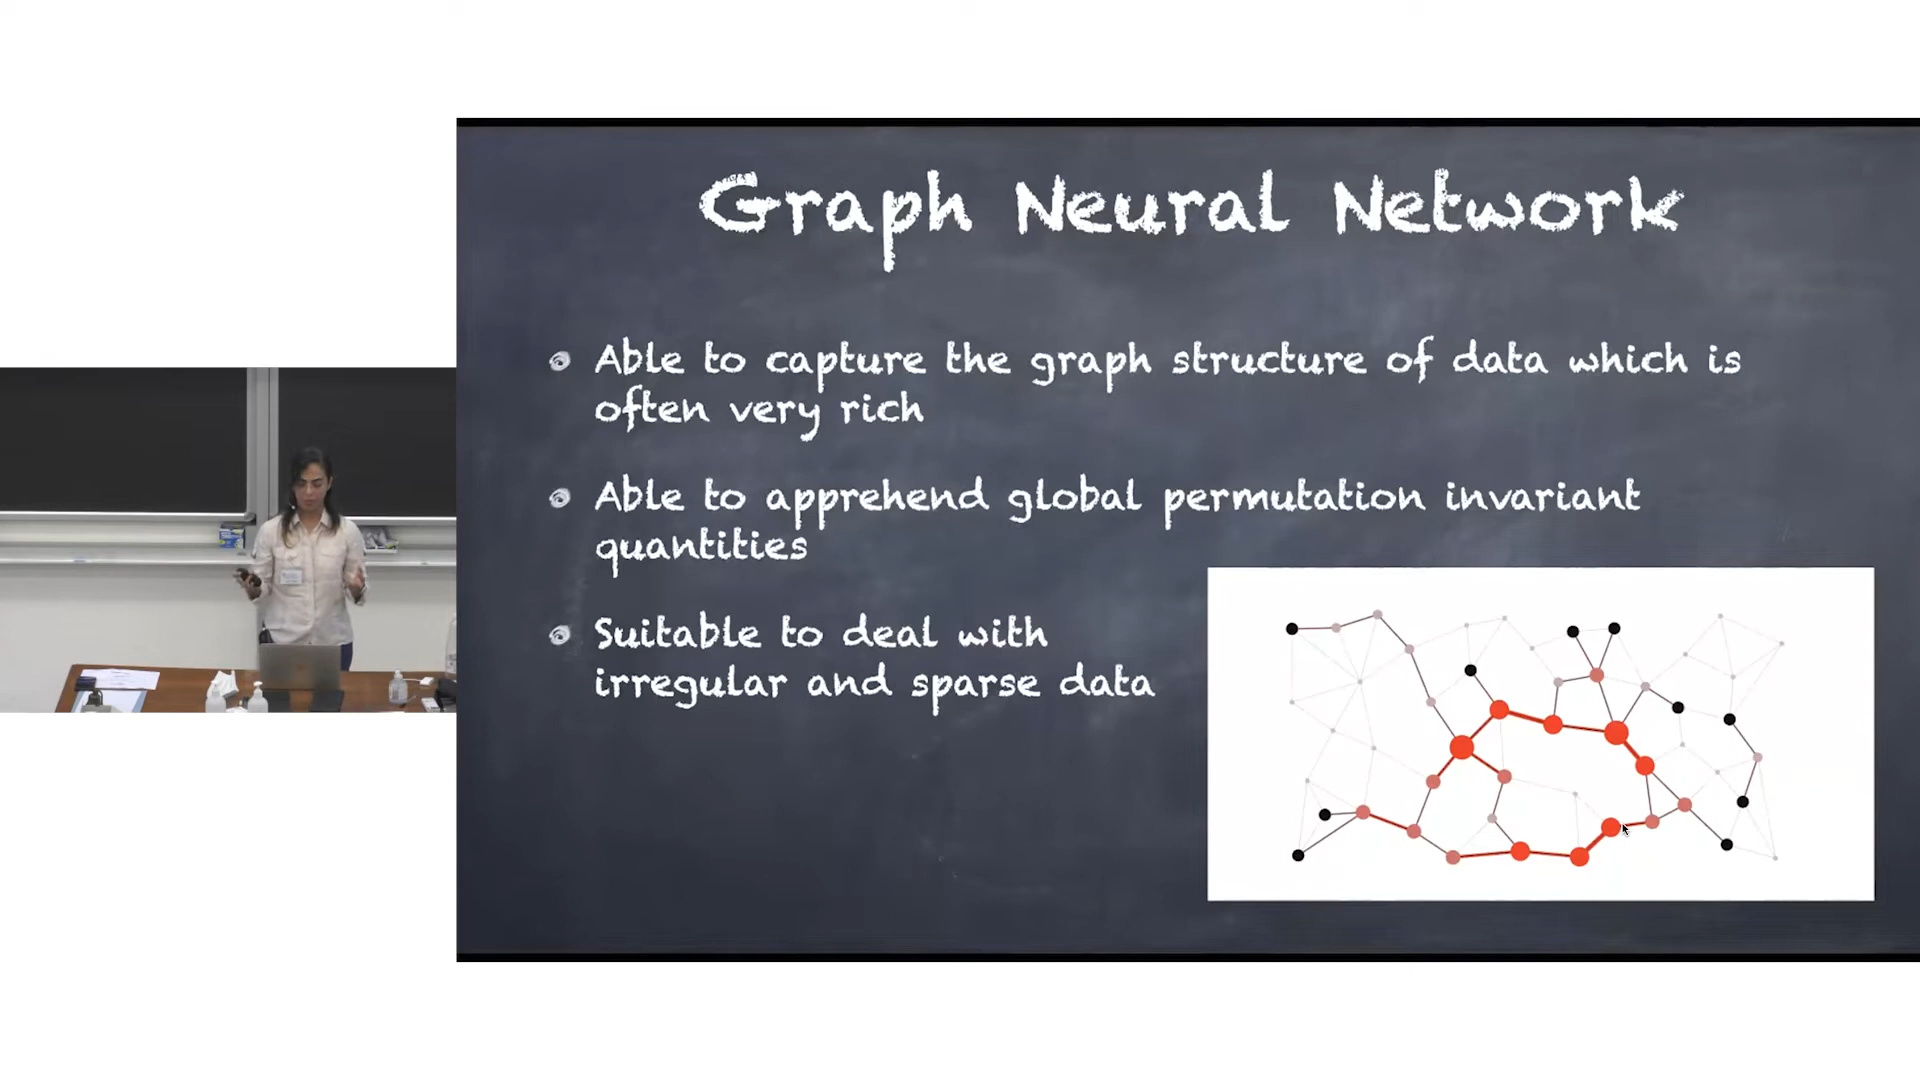 Graph Neural Network
Able to capture the graph structure of data which is
often very rich
Able to apprehend global permutation invariant
quantities
Suitable to deal with
irregular and sparse data